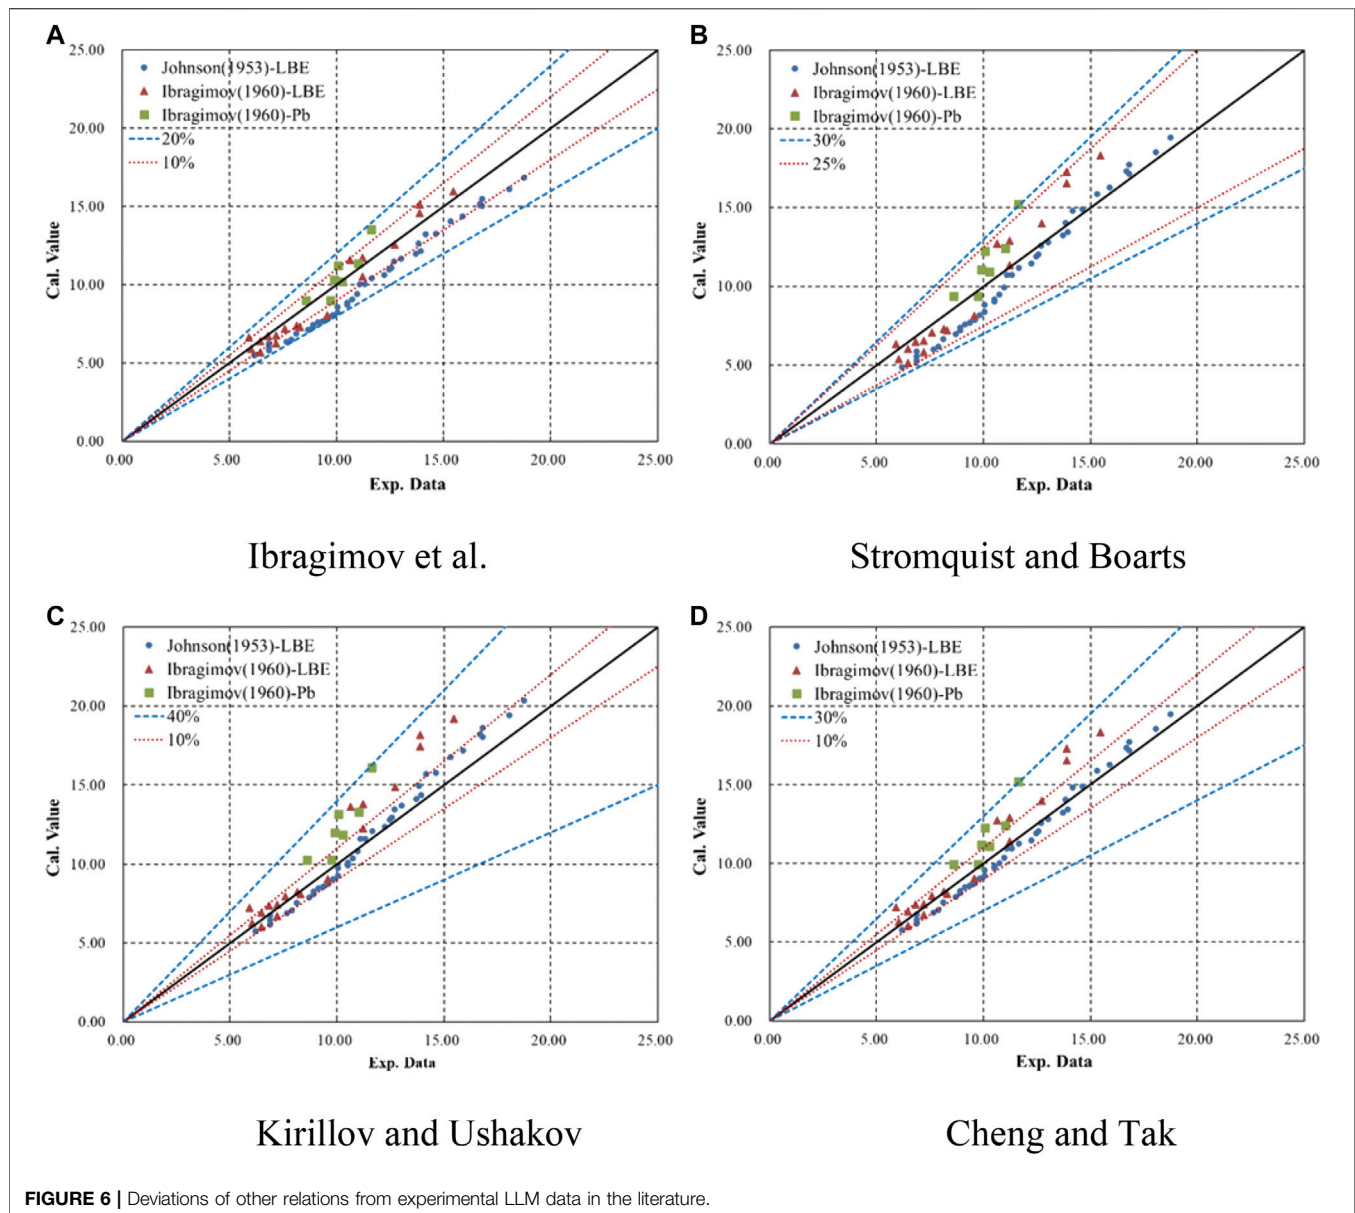 A
25.00
20.00
15.00
10.00
5.00
0.00
Cal. Value
Johnson(1953)-LBE
Ibragimov(1960)-LBE
Ibragimov(1960)-Pb
20%
10%
0.00 5.00 10.00 15.00 20.00 25.00
Exp. Data
Ibragimov et al.
B
25.00
20.00
15.00
10.00
5.00
0.00
Cal. Value
Johnson(1953)-LBE
Ibragimov(1960)-LBE
Ibragimov(1960)-Pb
30%
25%
0.00 5.00 10.00 15.00 20.00 25.00
Exp. Data
Stromquist and Boarts
C
25.00
20.00
15.00
10.00
5.00
0.00
Cal. Value
Johnson(1953)-LBE
Ibragimov(1960)-LBE
Ibragimov(1960)-Pb
40%
10%
0.00 5.00 10.00 15.00 20.00 25.00
Exp. Data
Kirillov and Ushakov
D
25.00
20.00
15.00
10.00
5.00
0.00
Cal. Value
Johnson(1953)-LBE
Ibragimov(1960)-LBE
Ibragimov(1960)-Pb
30%
10%
0.00 5.00 10.00 15.00 20.00 25.00
Exp. Data
Cheng and Tak
FIGURE 6 | Deviations of other relations from experimental LLM data in the literature.